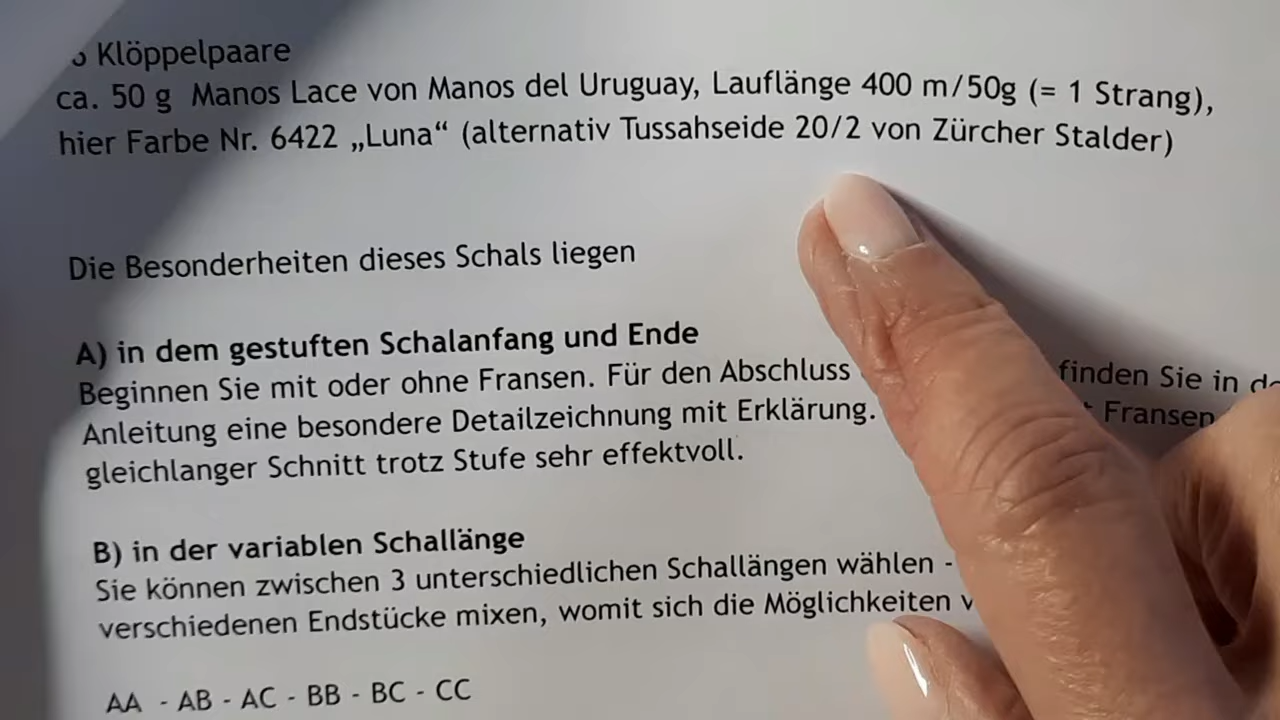 Klöppelpaare
ca. 50 g Manos Lace von Manos del Uruguay, Lauflänge 400 m/50g (= 1 Strang),
hier Farbe Nr. 6422 „Luna“ (alternativ Tussahseide 20/2 von Zürcher Stalder)
Die Besonderheiten dieses Schals liegen
A) in dem gestuften Schalanfang und Ende
Beginnen Sie mit oder ohne Fransen. Für den Abschluss finden Sie in
Anleitung eine besondere Detailzeichnung mit Erklärung. Fransen
gleichlanger Schnitt trotz Stufe sehr effektvoll.
B) in der variablen Schallänge
Sie können zwischen 3 unterschiedlichen Schallängen wählen -
verschiedenen Endstücke mixen, womit sich die Möglichkeiten
AA - AB - AC - BB - BC - CC